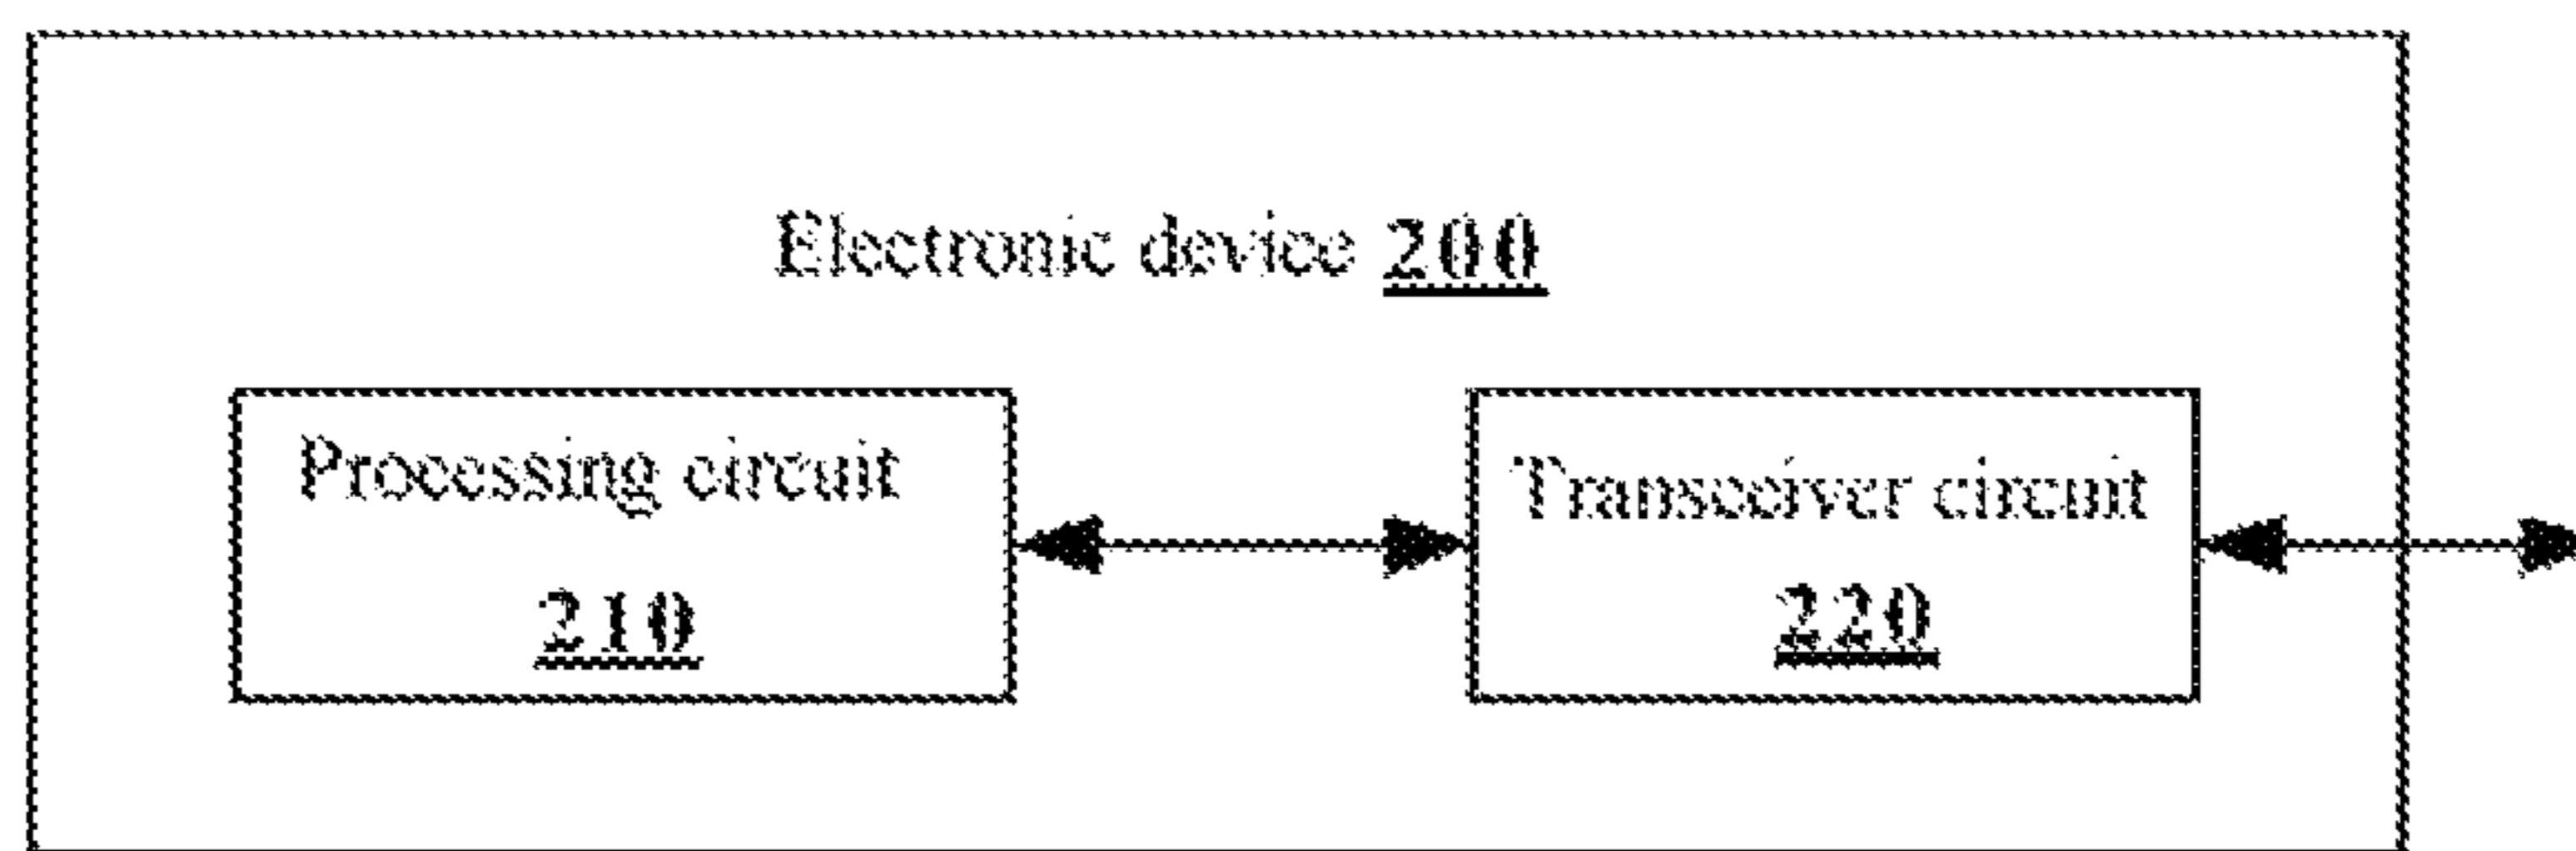 Electronic device 200
Processing circuit
210
Transceiver circuit
220